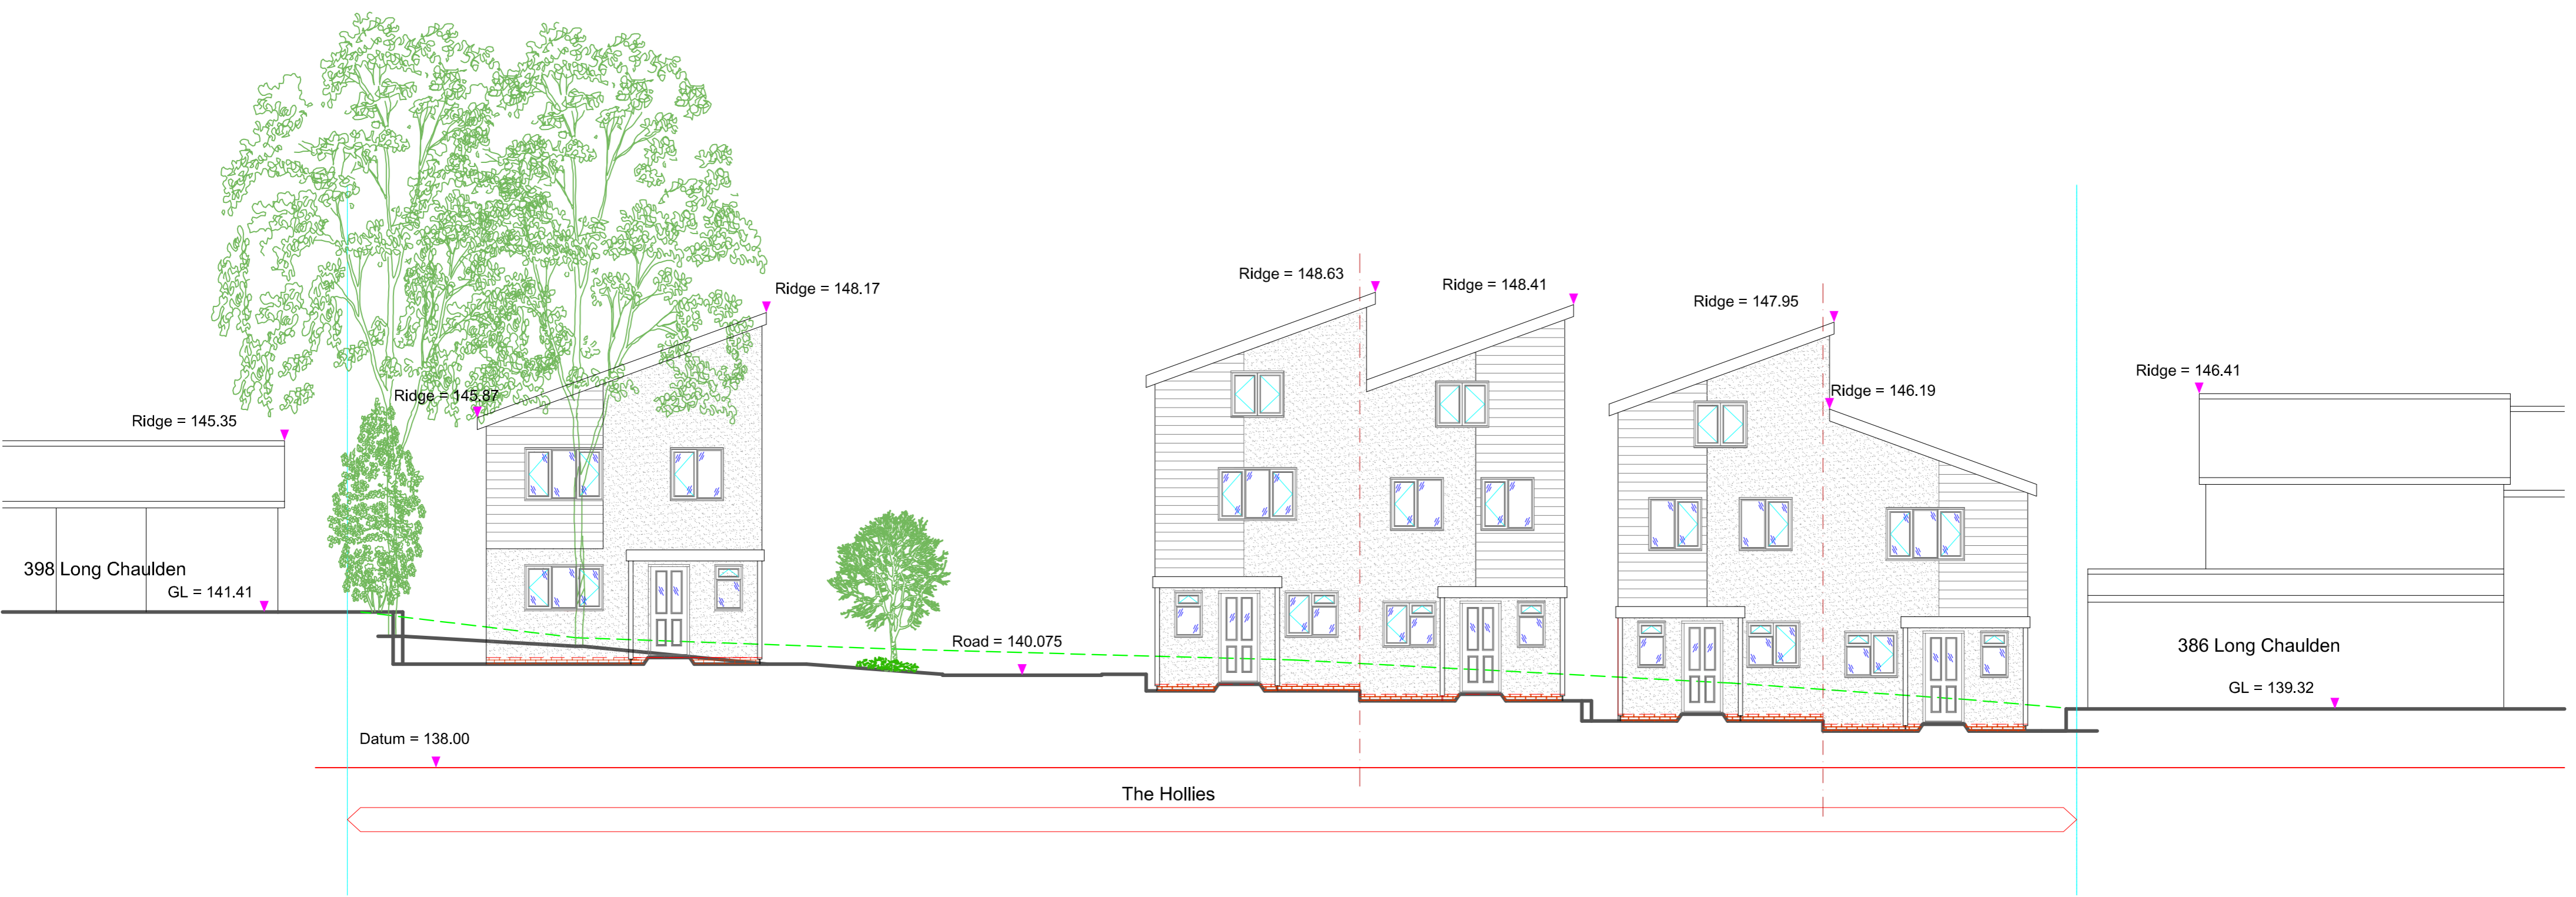 Ridge = 148.63
Ridge = 148.41
Ridge = 148.17
Ridge = 147.95
Ridge = 146.41
Ridge = 145.87
Ridge = 146.19
Ridge = 145.35
398 Long Chaulden
GL = 141.41
Road = 140.075
386 Long Chaulden
GL = 139.32
Datum = 138.00
The Hollies